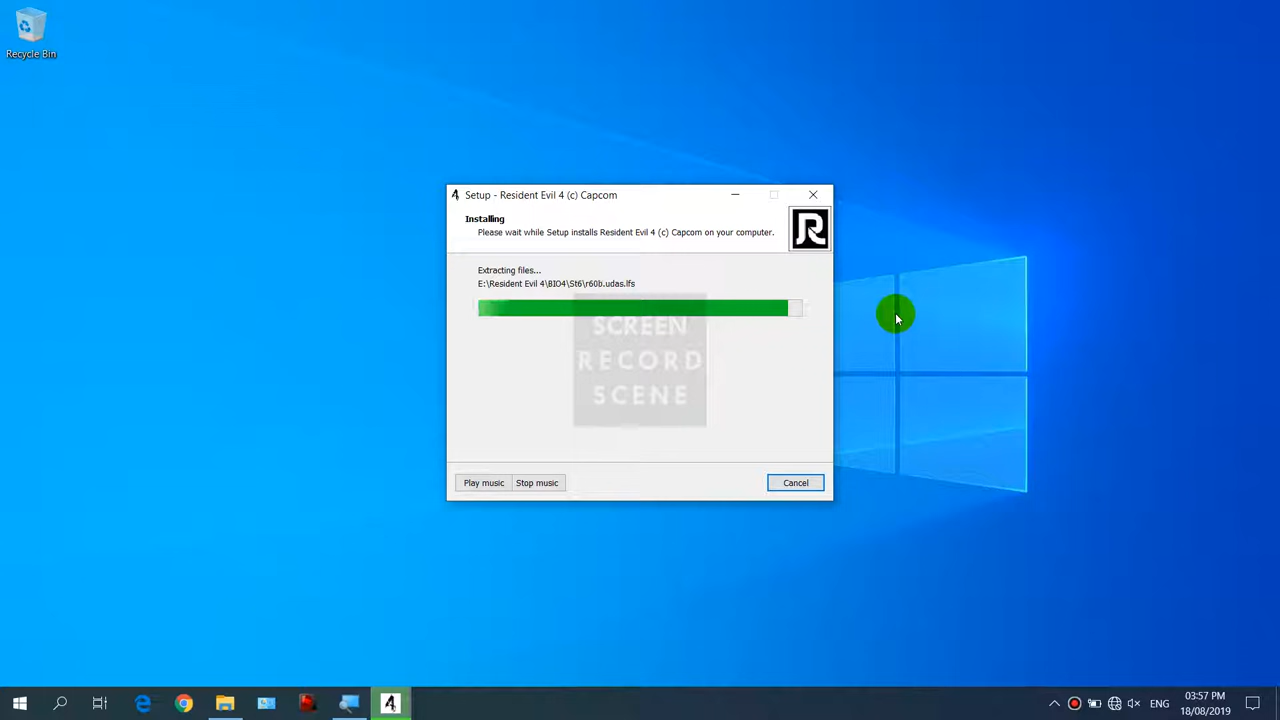 Recycle Bin
Setup - Resident Evil 4 (c) Capcom
Installing
Please wait while Setup installs Resident Evil 4 (c) Capcom on your computer.
Extracting files...
E:\Resident Evil 4\BIO4\St6\r60b.udas.lfs
SCREEN
RECORD
SCENE
Play music
Stop music
Cancel
ENG
03:57 PM
18/08/2019